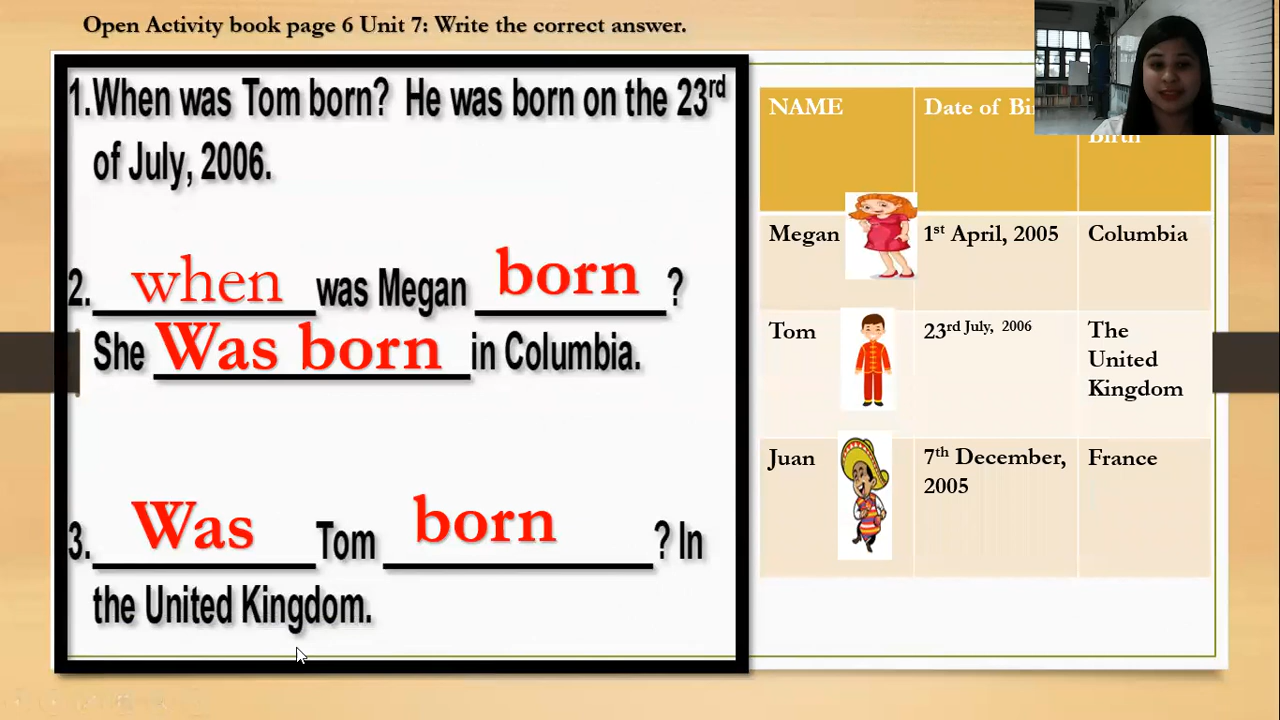 Open Activity book page 6 Unit 7: Write the correct answer.
1.When was Tom born? He was born on the 23rd
of July, 2006.
2. when was Megan born ?
She Was born in Columbia.
3. Was Tom born ? In
the United Kingdom.
NAME Date of Birth
Megan 1st April, 2005 Columbia
Tom 23rd July, 2006 The
United
Kingdom
Juan 7th December, France
2005